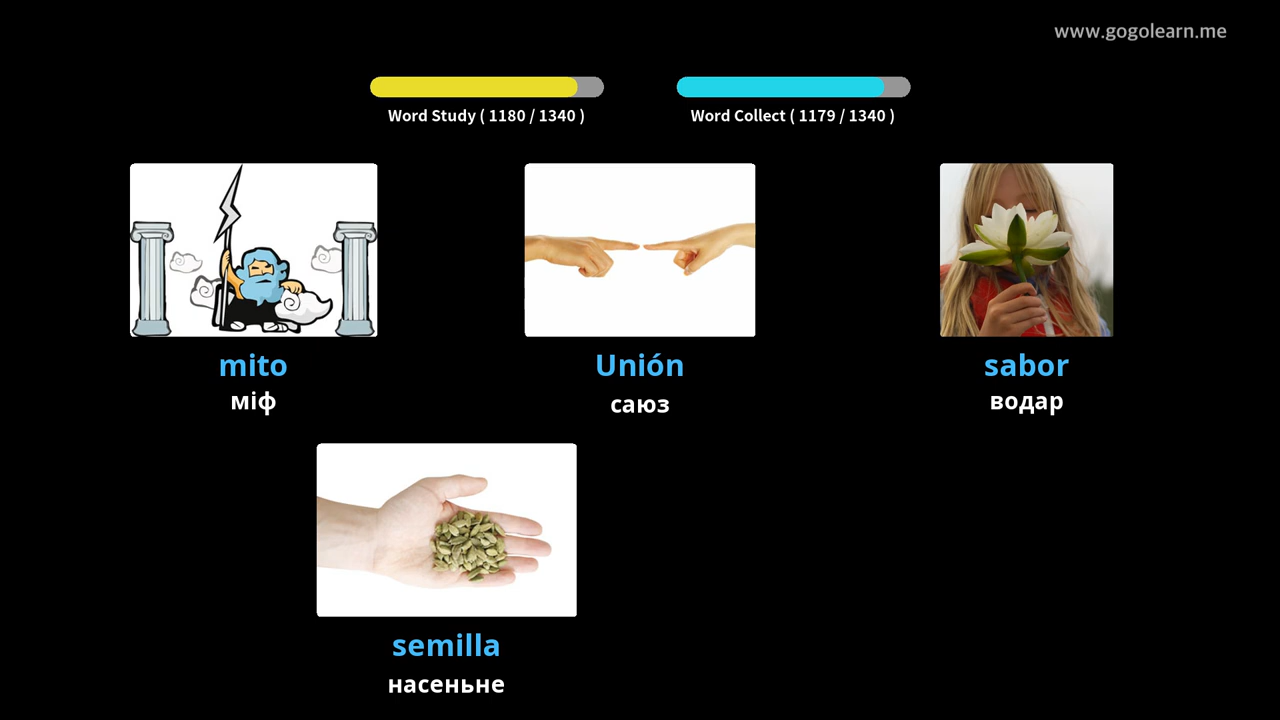 www.gogolearn.me
Word Study ( 1180 / 1340 )
Word Collect ( 1179 / 1340 )
mito
міф
Unión
саюз
sabor
водар
semilla
насеньне